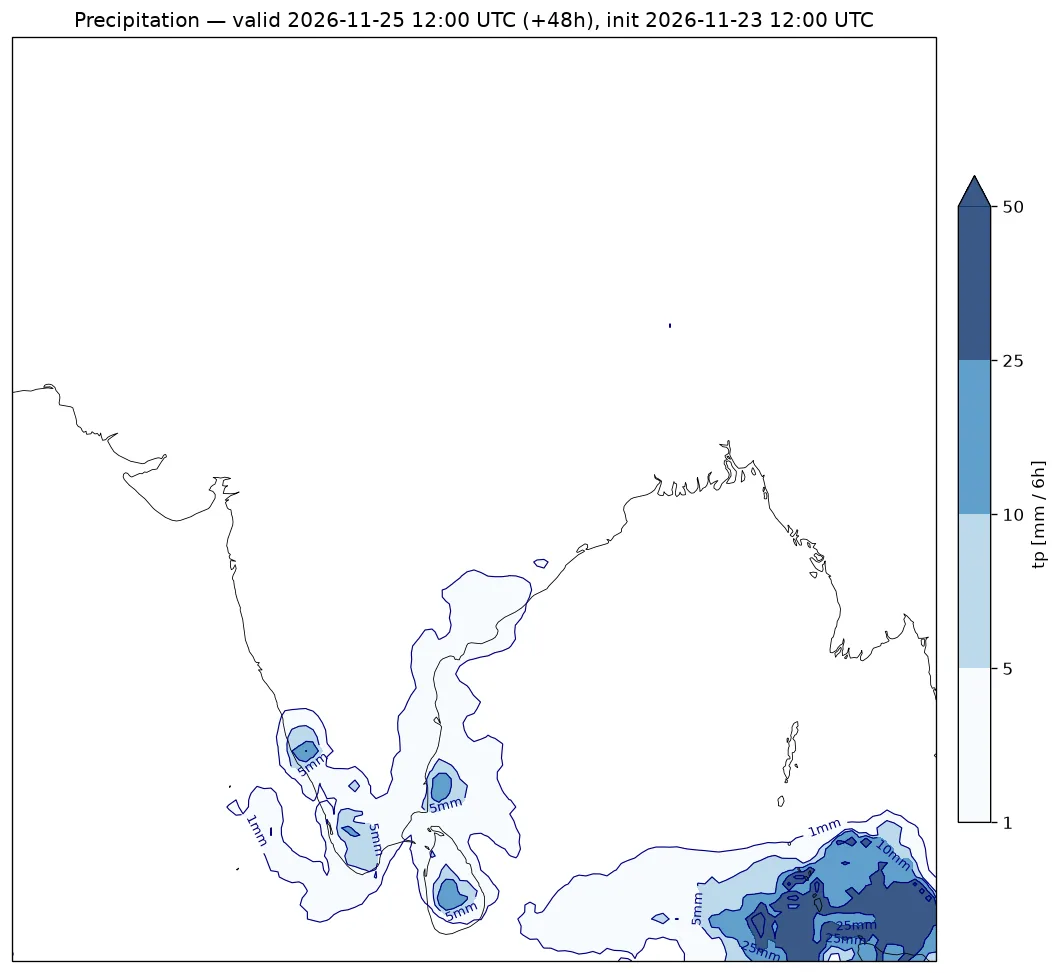 Precipitation — valid 2026-11-25 12:00 UTC (+48h), init 2026-11-23 12:00 UTC
50
25
10
5
1
tp [mm / 6h]
5mm
5mm
1mm
5mm
5mm
1mm
10mm
5mm
25mm
25mm
25mm